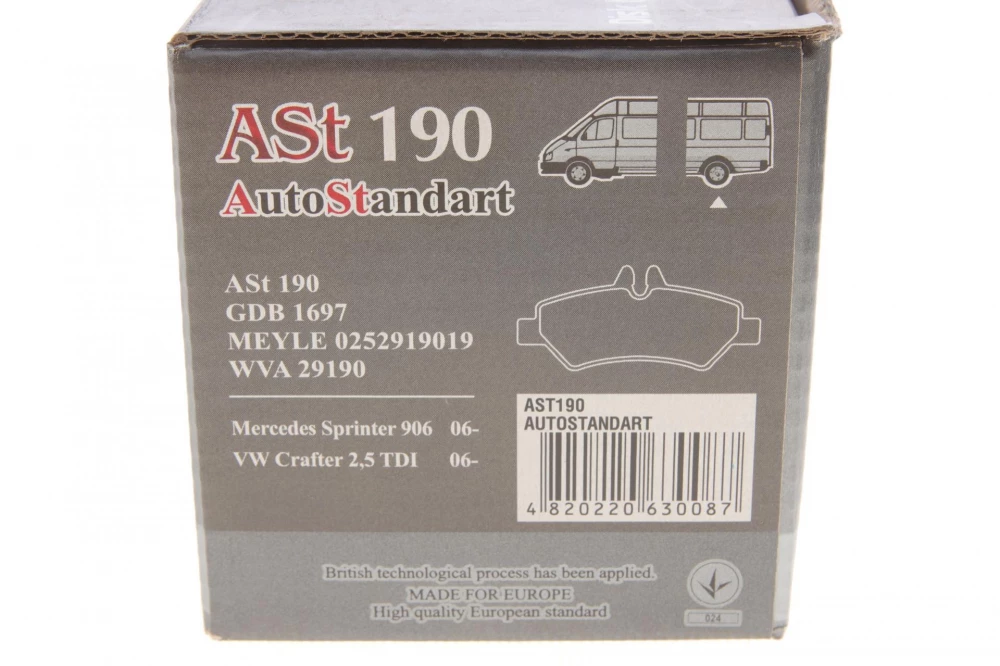 ASt 190
AutoStandart
ASt 190
GDB 1697
MEYLE 0252919019
WVA 29190
Mercedes Sprinter 906 06-
VW Crafter 2,5 TDI 06-
AST190
AUTOSTANDART
4 820220 630087
British technological process has been applied.
MADE FOR EUROPE
High quality European standard
024